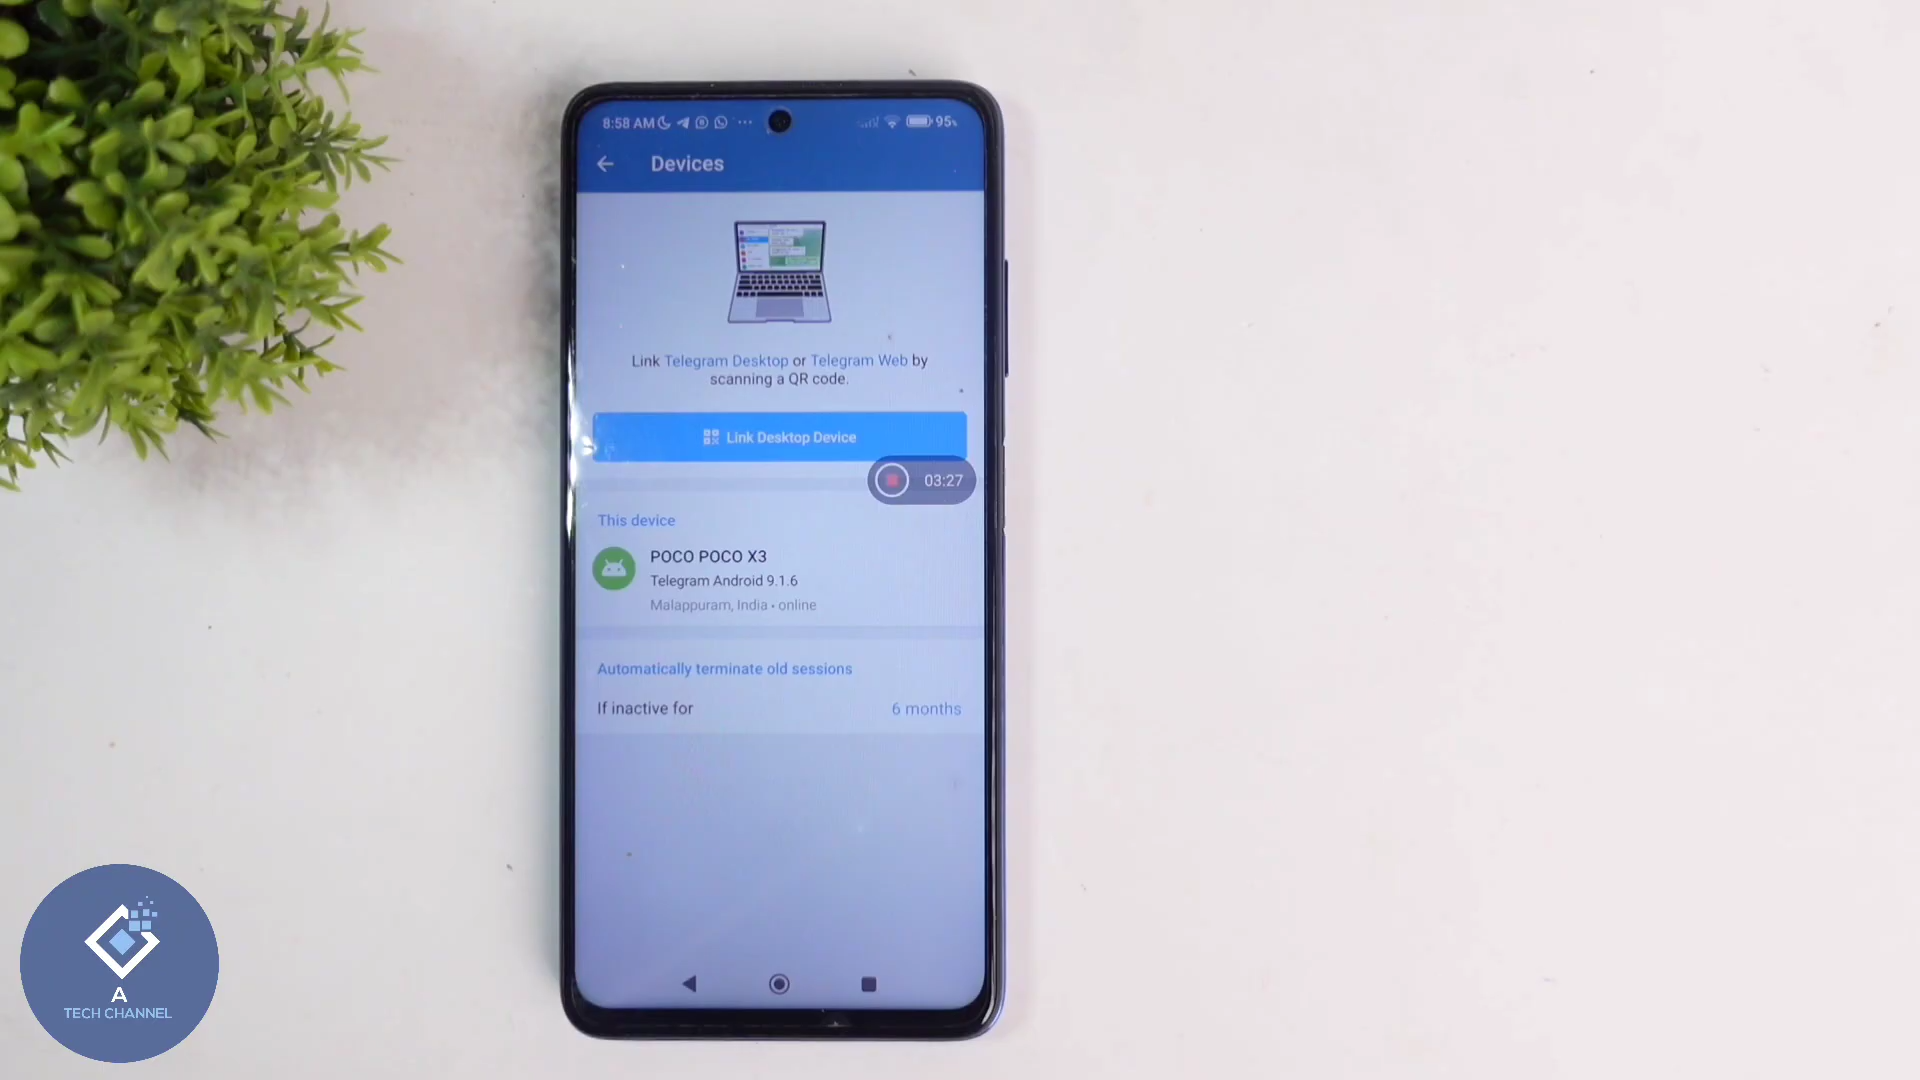 8:58 AM
95%
Devices
Link Telegram Desktop or Telegram Web by
scanning a QR code.
Link Desktop Device
03:27
This device
POCO POCO X3
Telegram Android 9.1.6
Malappuram, India • online
Automatically terminate old sessions
If inactive for
6 months
A
TECH CHANNEL